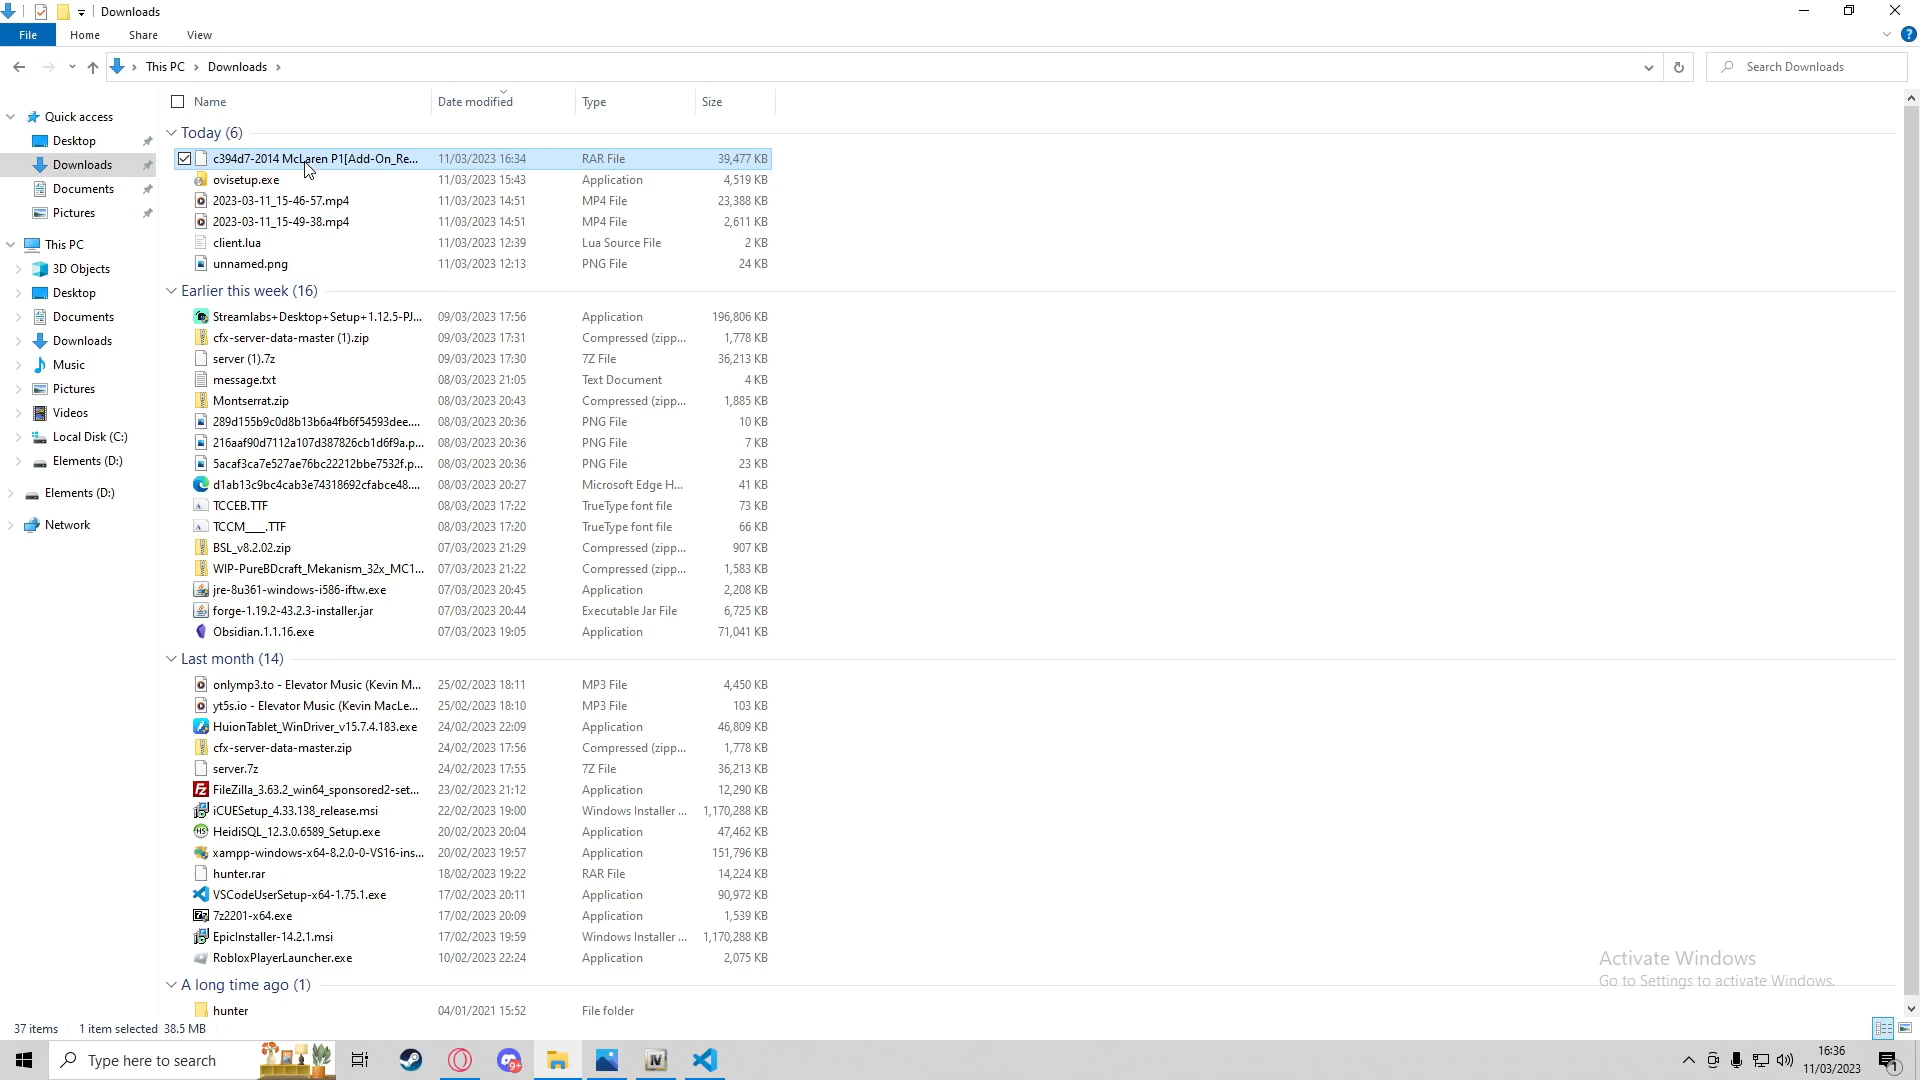 Downloads
File Home Share View
This PC Downloads
Search Downloads
Name Date modified Type Size
Quick access
Desktop
Downloads
Documents
Pictures
This PC
3D Objects
Desktop
Documents
Downloads
Music
Pictures
Videos
Local Disk (C:)
Elements (D:)
Elements (D:)
Network
Today (6)
c394d7-2014 McLaren P1[Add-On_Re... 11/03/2023 16:34 RAR File 39,477 KB
ovisetup.exe 11/03/2023 15:43 Application 4,519 KB
2023-03-11_15-46-57.mp4 11/03/2023 14:51 MP4 File 23,388 KB
2023-03-11_15-49-38.mp4 11/03/2023 14:51 MP4 File 2,611 KB
client.lua 11/03/2023 12:39 Lua Source File 2 KB
unnamed.png 11/03/2023 12:13 PNG File 24 KB
Earlier this week (16)
Streamlabs+Desktop+Setup+1.12.5-PJ... 09/03/2023 17:56 Application 196,806 KB
cfx-server-data-master (1).zip 09/03/2023 17:31 Compressed (zipp... 1,778 KB
server (1).7z 09/03/2023 17:30 7Z File 36,213 KB
message.txt 08/03/2023 21:05 Text Document 4 KB
Montserrat.zip 08/03/2023 20:43 Compressed (zipp... 1,885 KB
289d155b9c0d8b13b6a4fb6f54593dee.... 08/03/2023 20:36 PNG File 10 KB
216aaf90d7112a107d387826cb1d6f9a.p... 08/03/2023 20:36 PNG File 7 KB
5acaf3ca7e527ae76bc22212bbe7532f.p... 08/03/2023 20:36 PNG File 23 KB
d1ab13c9bc4cab3e74318692cfabce48.... 08/03/2023 20:27 Microsoft Edge H... 41 KB
TCCEB.TTF 08/03/2023 17:22 TrueType font file 73 KB
TCCM____.TTF 08/03/2023 17:20 TrueType font file 66 KB
BSL_v8.2.02.zip 07/03/2023 21:29 Compressed (zipp... 907 KB
WIP-PureBDcraft_Mekanism_32x_MC1... 07/03/2023 21:22 Compressed (zipp... 1,583 KB
jre-8u361-windows-i586-iftw.exe 07/03/2023 20:45 Application 2,208 KB
forge-1.19.2-43.2.3-installer.jar 07/03/2023 20:44 Executable Jar File 6,725 KB
Obsidian.1.1.16.exe 07/03/2023 19:05 Application 71,041 KB
Last month (14)
onlymp3.to - Elevator Music (Kevin M... 25/02/2023 18:11 MP3 File 4,450 KB
yt5s.io - Elevator Music (Kevin MacLe... 25/02/2023 18:10 MP3 File 103 KB
HuionTablet_WinDriver_v15.7.4.183.exe 24/02/2023 22:09 Application 46,809 KB
cfx-server-data-master.zip 24/02/2023 17:56 Compressed (zipp... 1,778 KB
server.7z 24/02/2023 17:55 7Z File 36,213 KB
FileZilla_3.63.2_win64_sponsored2-set... 23/02/2023 21:12 Application 12,290 KB
iCUESetup_4.33.138_release.msi 22/02/2023 19:00 Windows Installer ... 1,170,288 KB
HeidiSQL_12.3.0.6589_Setup.exe 20/02/2023 20:04 Application 47,462 KB
xampp-windows-x64-8.2.0-0-VS16-ins... 20/02/2023 19:57 Application 151,796 KB
hunter.rar 18/02/2023 19:22 RAR File 14,224 KB
VSCodeUserSetup-x64-1.75.1.exe 17/02/2023 20:11 Application 90,972 KB
7z2201-x64.exe 17/02/2023 20:09 Application 1,539 KB
EpicInstaller-14.2.1.msi 17/02/2023 19:59 Windows Installer ... 1,170,288 KB
RobloxPlayerLauncher.exe 10/02/2023 22:24 Application 2,075 KB
A long time ago (1)
hunter 04/01/2021 15:52 File folder
Activate Windows
Go to Settings to activate Windows.
37 items 1 item selected 38.5 MB
Type here to search
9+
16:36
11/03/2023
1